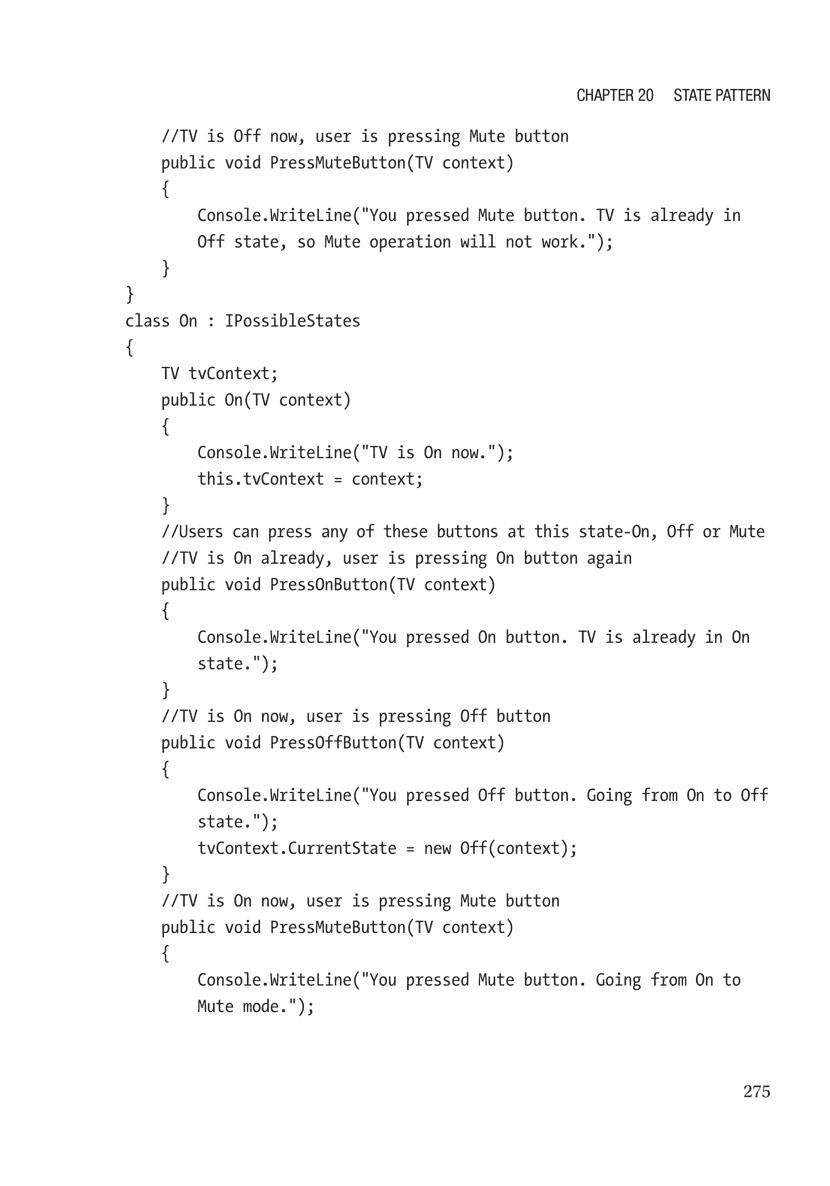 CHAPTER 20 STATE PATTERN
//TV is Off now, user is pressing Mute button
public void PressMuteButton(TV context)
{
Console.WriteLine("You pressed Mute button. TV is already in
Off state, so Mute operation will not work.");
}
}
class On : IPossibleStates
{
TV tvContext;
public On(TV context)
{
Console.WriteLine("TV is On now.");
this.tvContext = context;
}
//Users can press any of these buttons at this state-On, Off or Mute
//TV is On already, user is pressing On button again
public void PressOnButton(TV context)
{
Console.WriteLine("You pressed On button. TV is already in On
state.");
}
//TV is On now, user is pressing Off button
public void PressOffButton(TV context)
{
Console.WriteLine("You pressed Off button. Going from On to Off
state.");
tvContext.CurrentState = new Off(context);
}
//TV is On now, user is pressing Mute button
public void PressMuteButton(TV context)
{
Console.WriteLine("You pressed Mute button. Going from On to
Mute mode.");
275